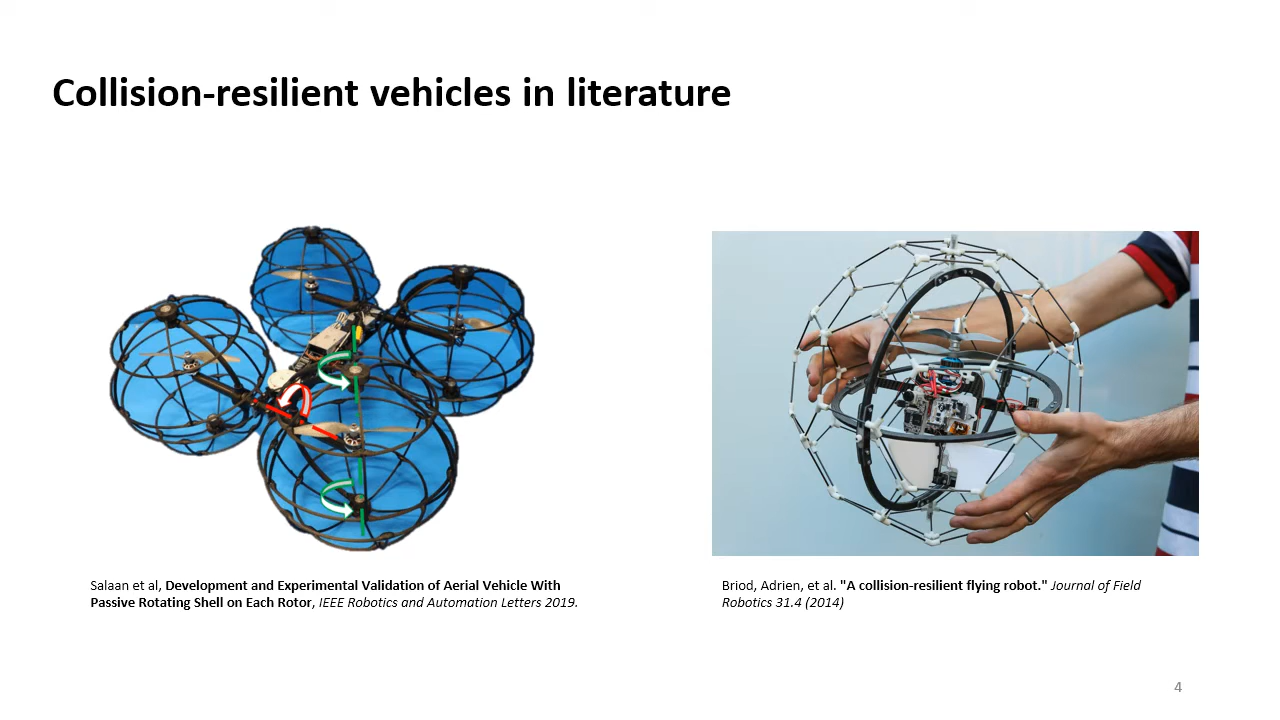 Collision-resilient vehicles in literature
Salaan et al, Development and Experimental Validation of Aerial Vehicle With
Passive Rotating Shell on Each Rotor, IEEE Robotics and Automation Letters 2019.
Briod, Adrien, et al. "A collision-resilient flying robot." Journal of Field
Robotics 31.4 (2014)
4